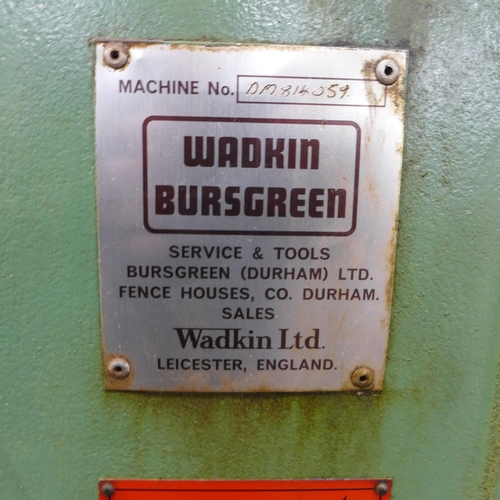 MACHINE No. DM 814059
WADKIN
BURSGREEN
SERVICE & TOOLS
BURSGREEN (DURHAM) LTD.
FENCE HOUSES, CO. DURHAM.
SALES
Wadkin Ltd.
LEICESTER, ENGLAND.